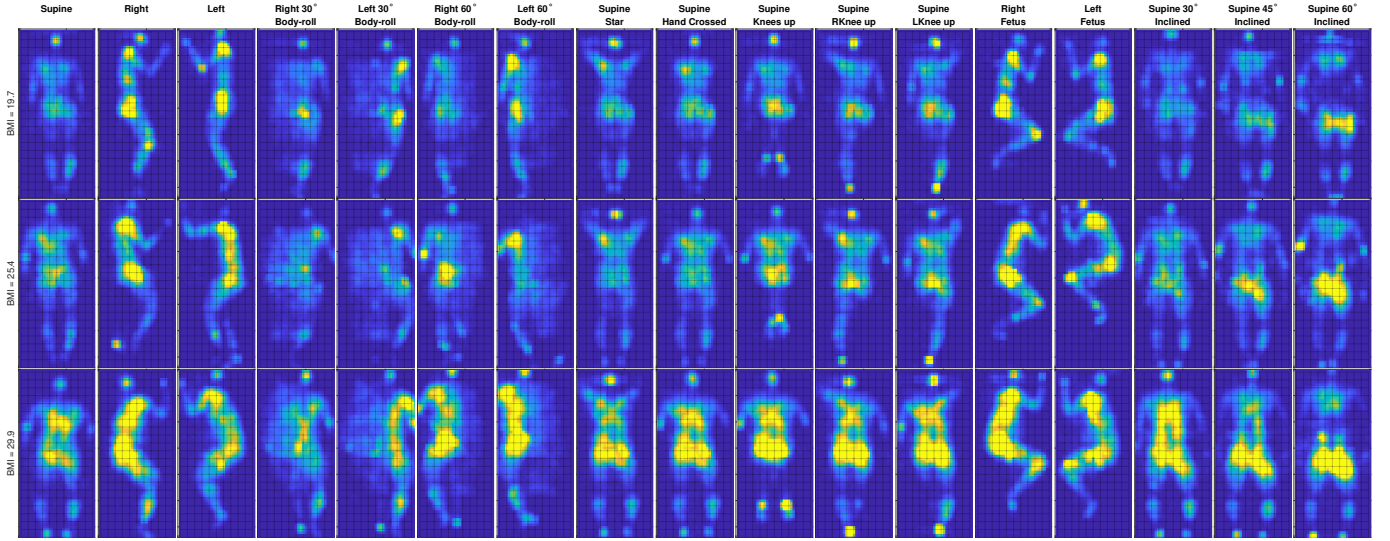 Supine Right Left Right 30° Left 30° Right 60° Left 60° Supine Supine Supine Supine Supine Right Left Supine 30° Supine 45° Supine 60°
Body-roll Body-roll Body-roll Body-roll Star Hand Crossed Knees up RKnee up LKnee up Fetus Fetus Inclined Inclined Inclined
BMI = 19.7
BMI = 25.4
BMI = 29.9